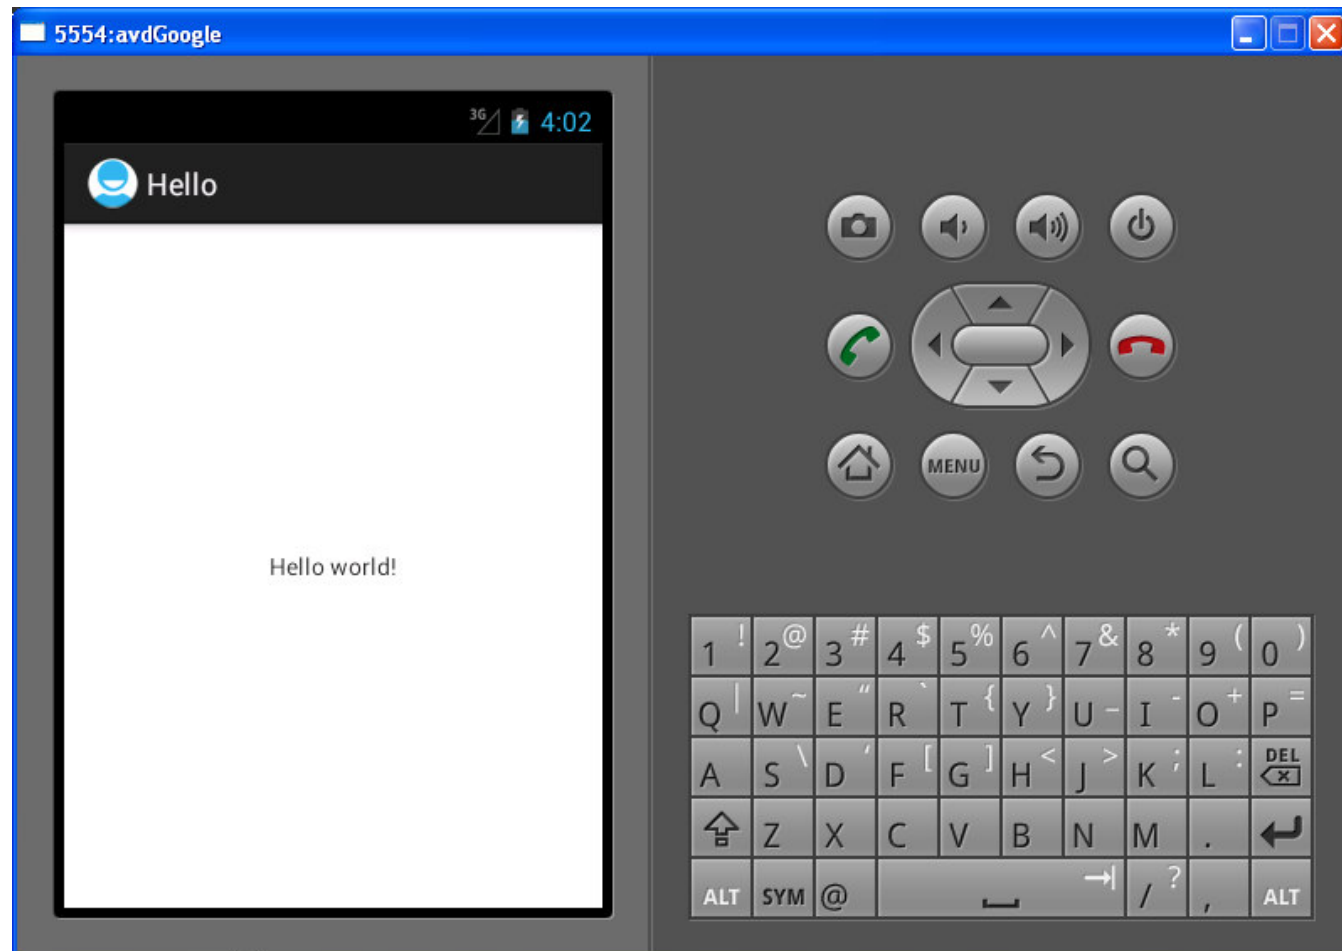 5554:avdGoogle
3G 4:02
Hello
Hello world!
MENU
1 ! 2 @ 3 # 4 $ 5 % 6 ^ 7 & 8 * 9 ( 0 )
Q | W ~ E " R ` T { Y } U _ I - O + P =
A S \ D ' F [ G ] H < J > K ; L : DEL
Z X C V B N M .
ALT SYM @ / ? , ALT